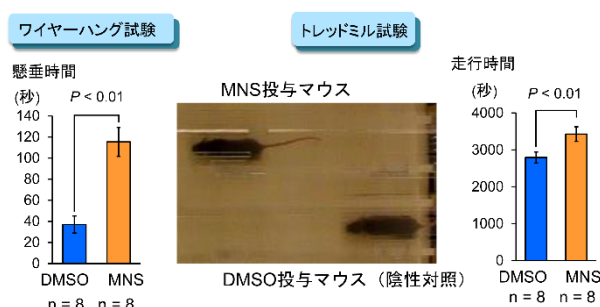 ワイヤーハング試験
トレッドミル試験
懸垂時間
(秒)
P < 0.01
140
120
100
80
60
40
20
0
DMSO MNS
n = 8 n = 8
MNS投与マウス
DMSO投与マウス（陰性対照）
走行時間
(秒)
P < 0.01
4000
3000
2000
1000
0
DMSO MNS
n = 8 n = 8